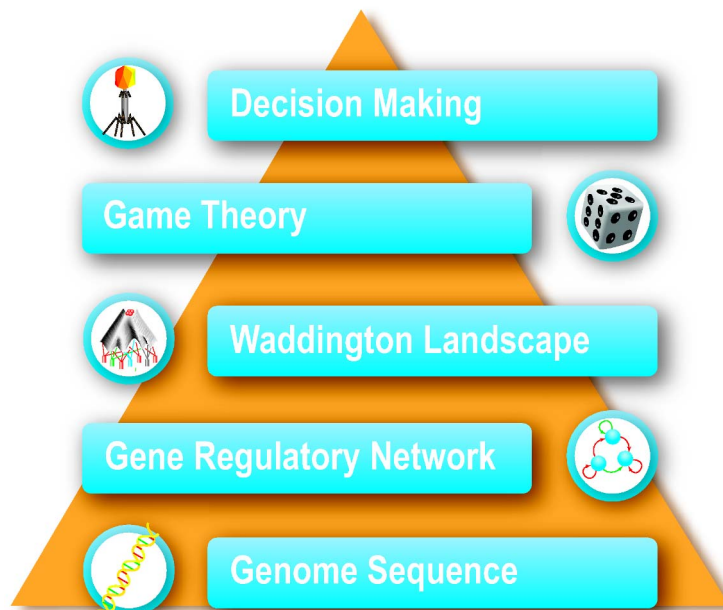 Decision Making
Game Theory
Waddington Landscape
Gene Regulatory Network
Genome Sequence